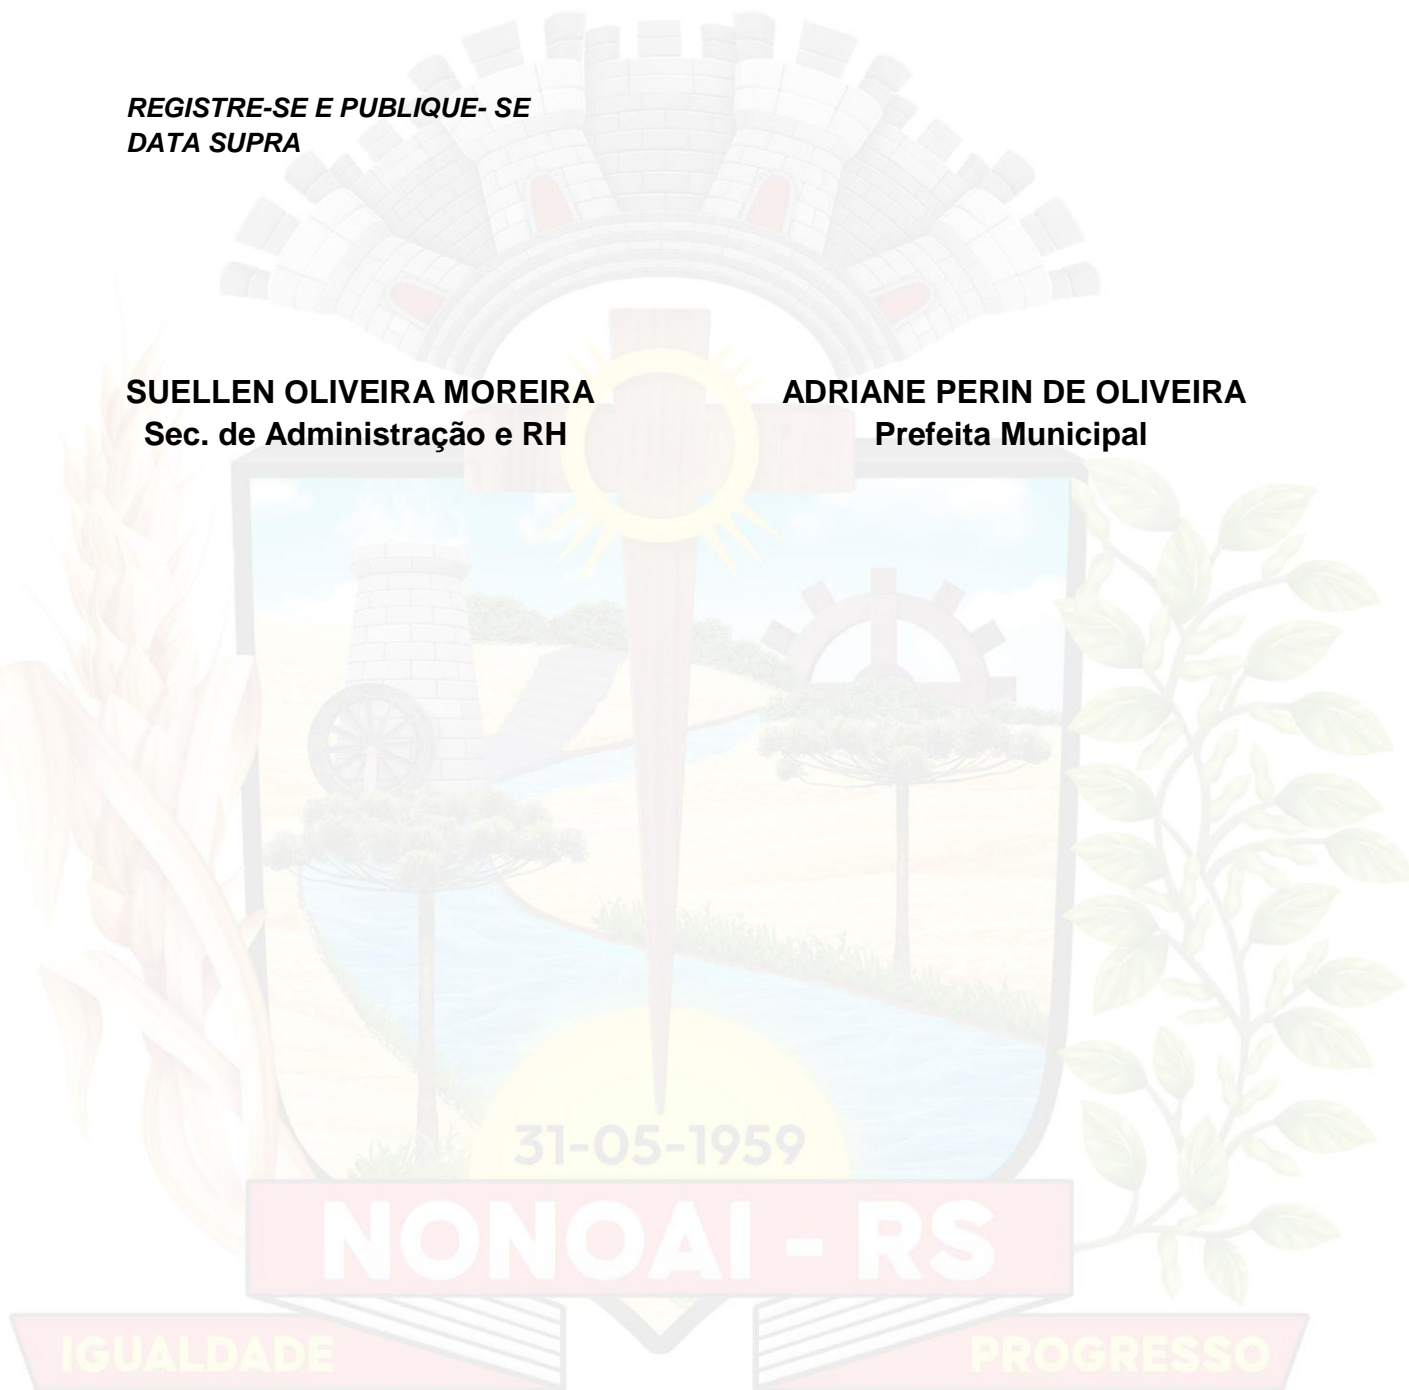 REGISTRE-SE E PUBLIQUE- SE
DATA SUPRA
SUELLEN OLIVEIRA MOREIRA
Sec. de Administração e RH
ADRIANE PERIN DE OLIVEIRA
Prefeita Municipal
31-05-1959
NONOAI - RS
IGUALDADE
PROGRESSO